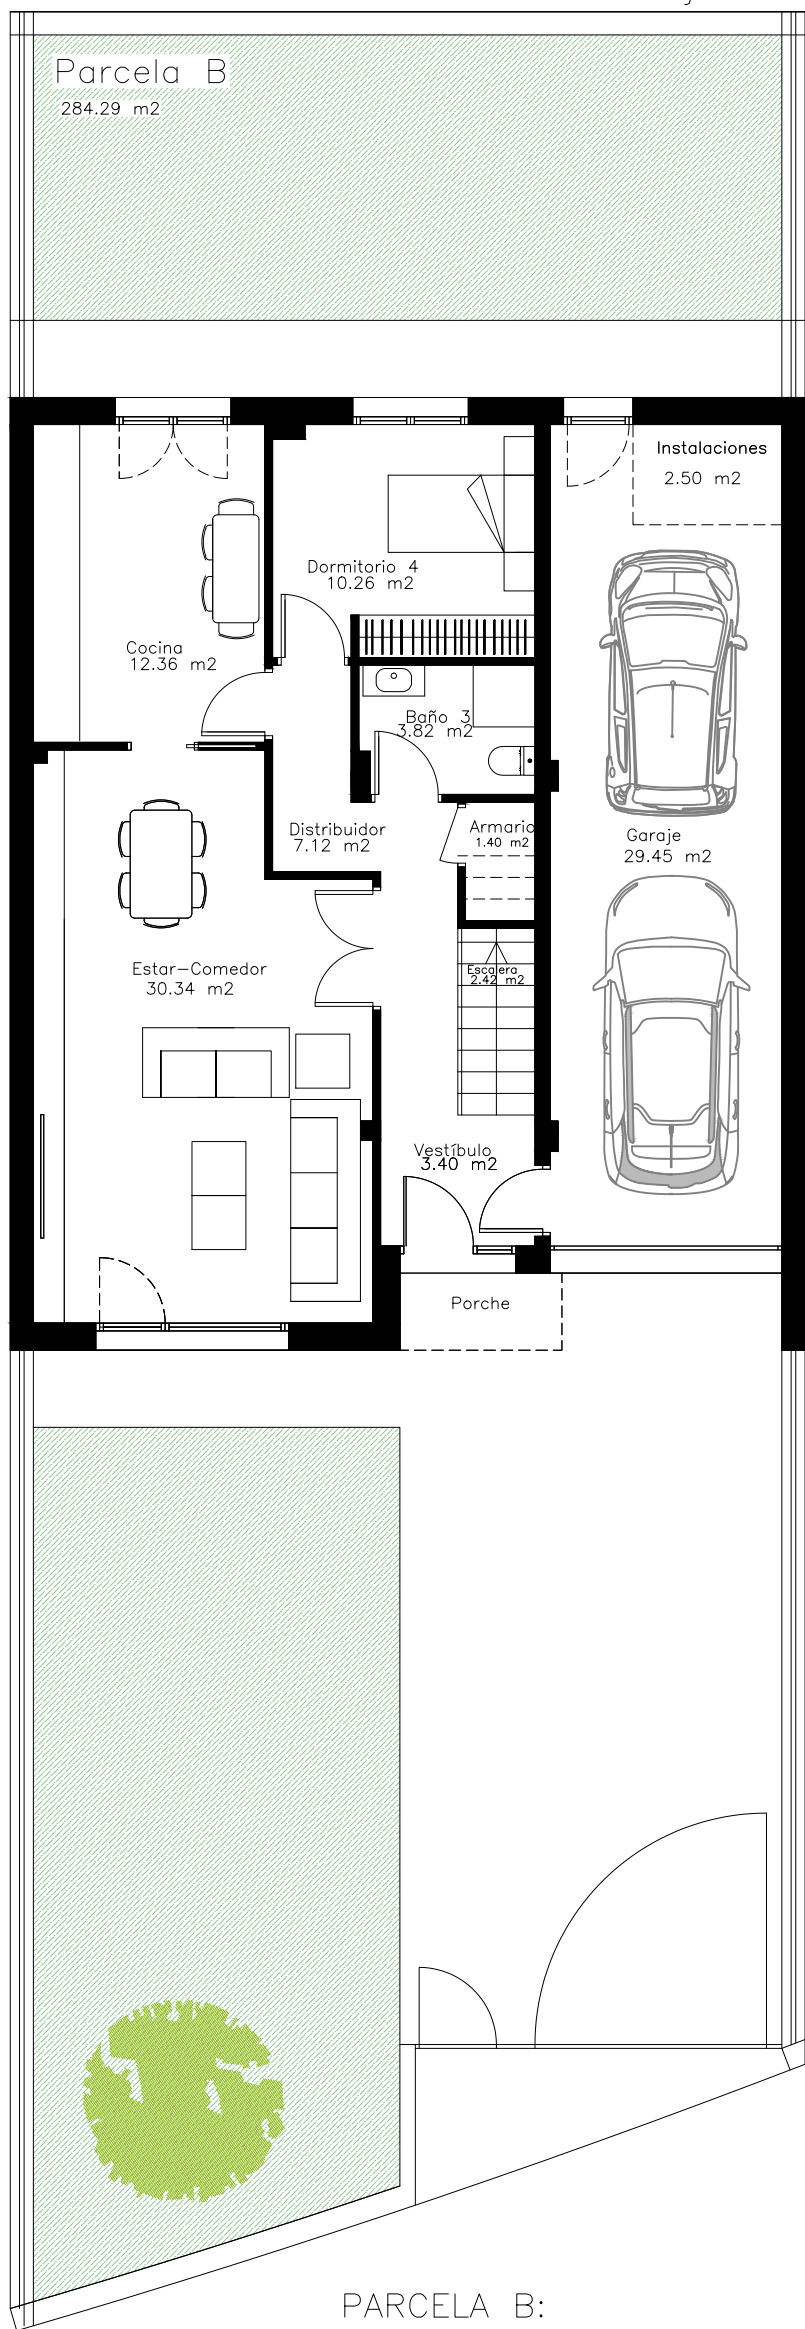 Parcela B
284.29 m2
Instalaciones
2.50 m2
Dormitorio 4
10.26 m2
Cocina
12.36 m2
Baño 3
3.82 m2
Distribuidor
7.12 m2
Armario
1.40 m2
Garaje
29.45 m2
Estar-Comedor
30.34 m2
Escalera
2.42 m2
Vestíbulo
3.40 m2
Porche
PARCELA B: